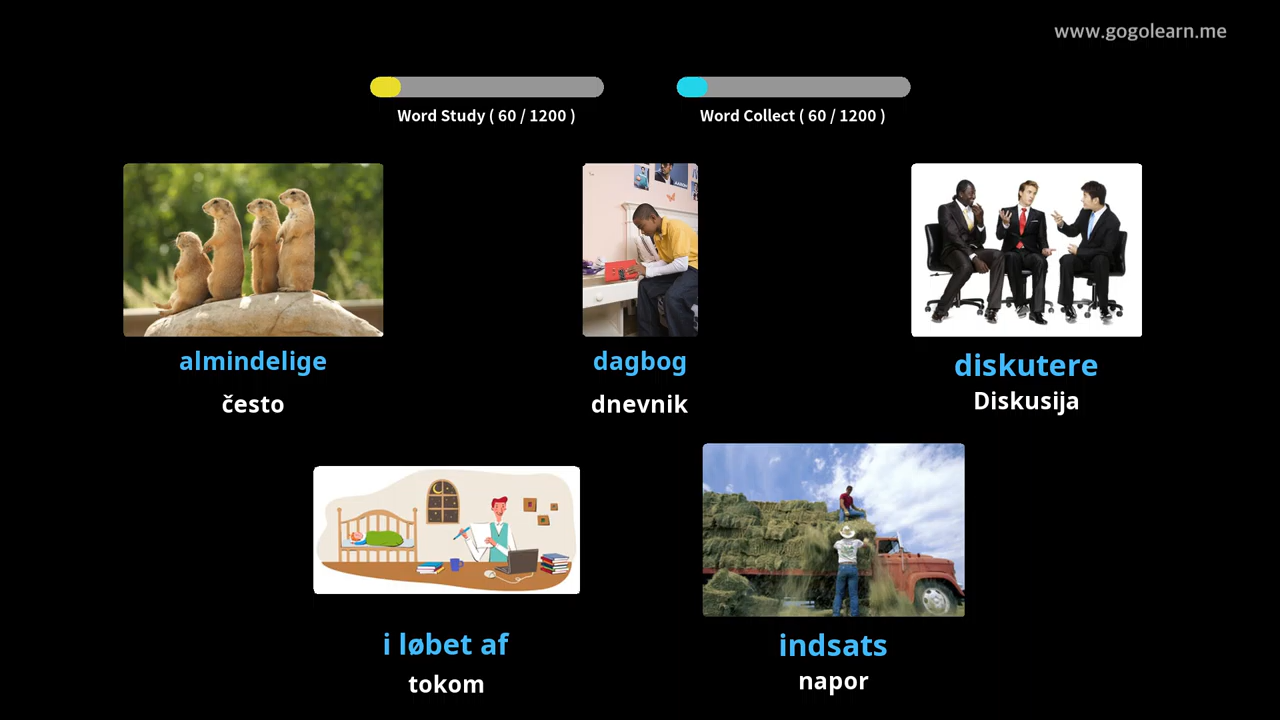 www.gogolearn.me
Word Study ( 60 / 1200 )
Word Collect ( 60 / 1200 )
almindelige
često
dagbog
dnevnik
diskutere
Diskusija
i løbet af
tokom
indsats
napor